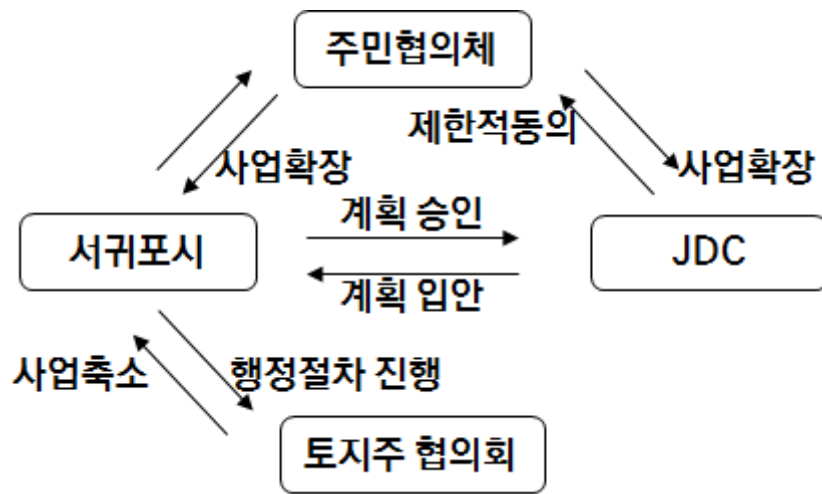 주민협의체
제한적동의
사업확장
사업확장
계획 승인
서귀포시
JDC
계획 입안
사업축소
행정절차 진행
토지주 협의회